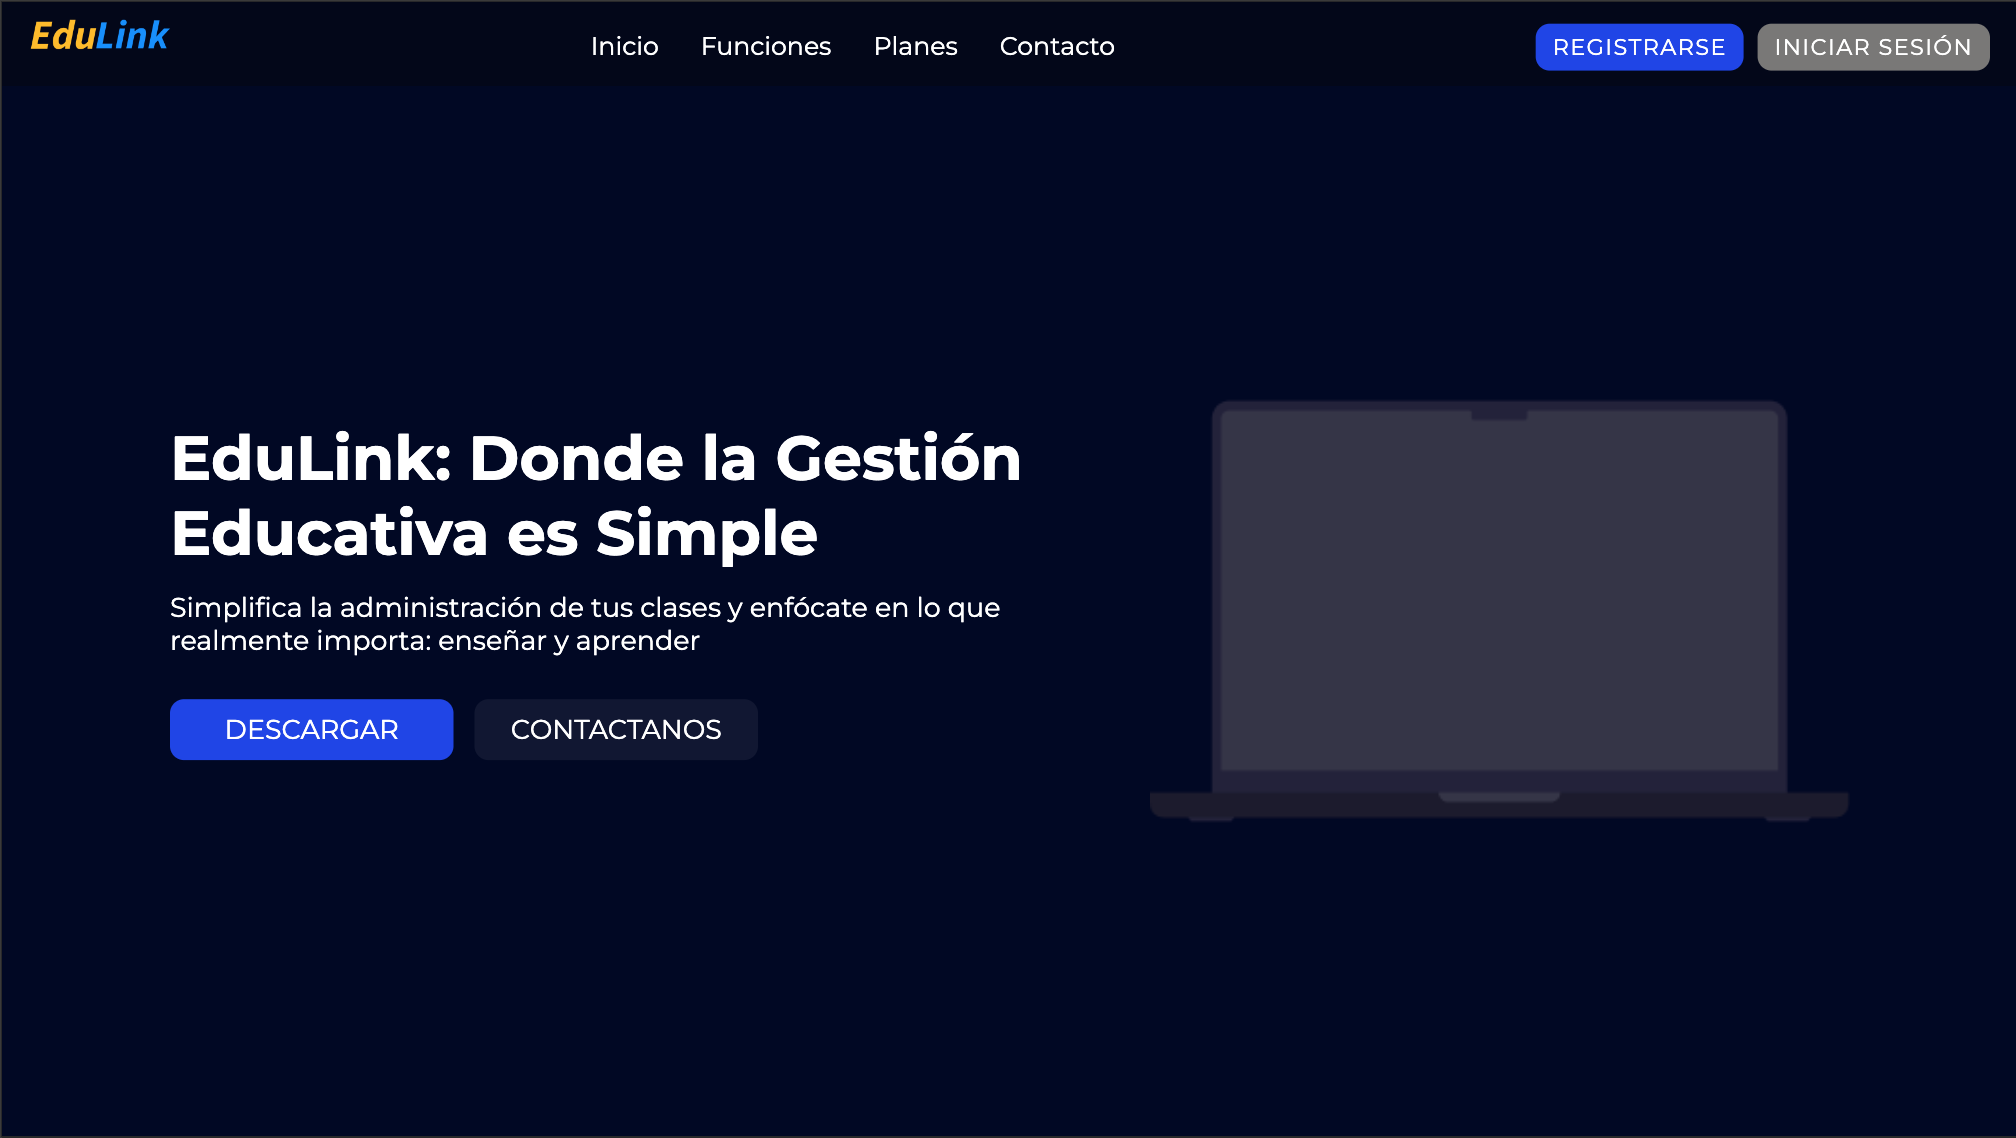 EduLink
Inicio Funciones Planes Contacto
REGISTRARSE INICIAR SESIÓN
EduLink: Donde la Gestión
Educativa es Simple
Simplifica la administración de tus clases y enfócate en lo que
realmente importa: enseñar y aprender
DESCARGAR CONTACTANOS